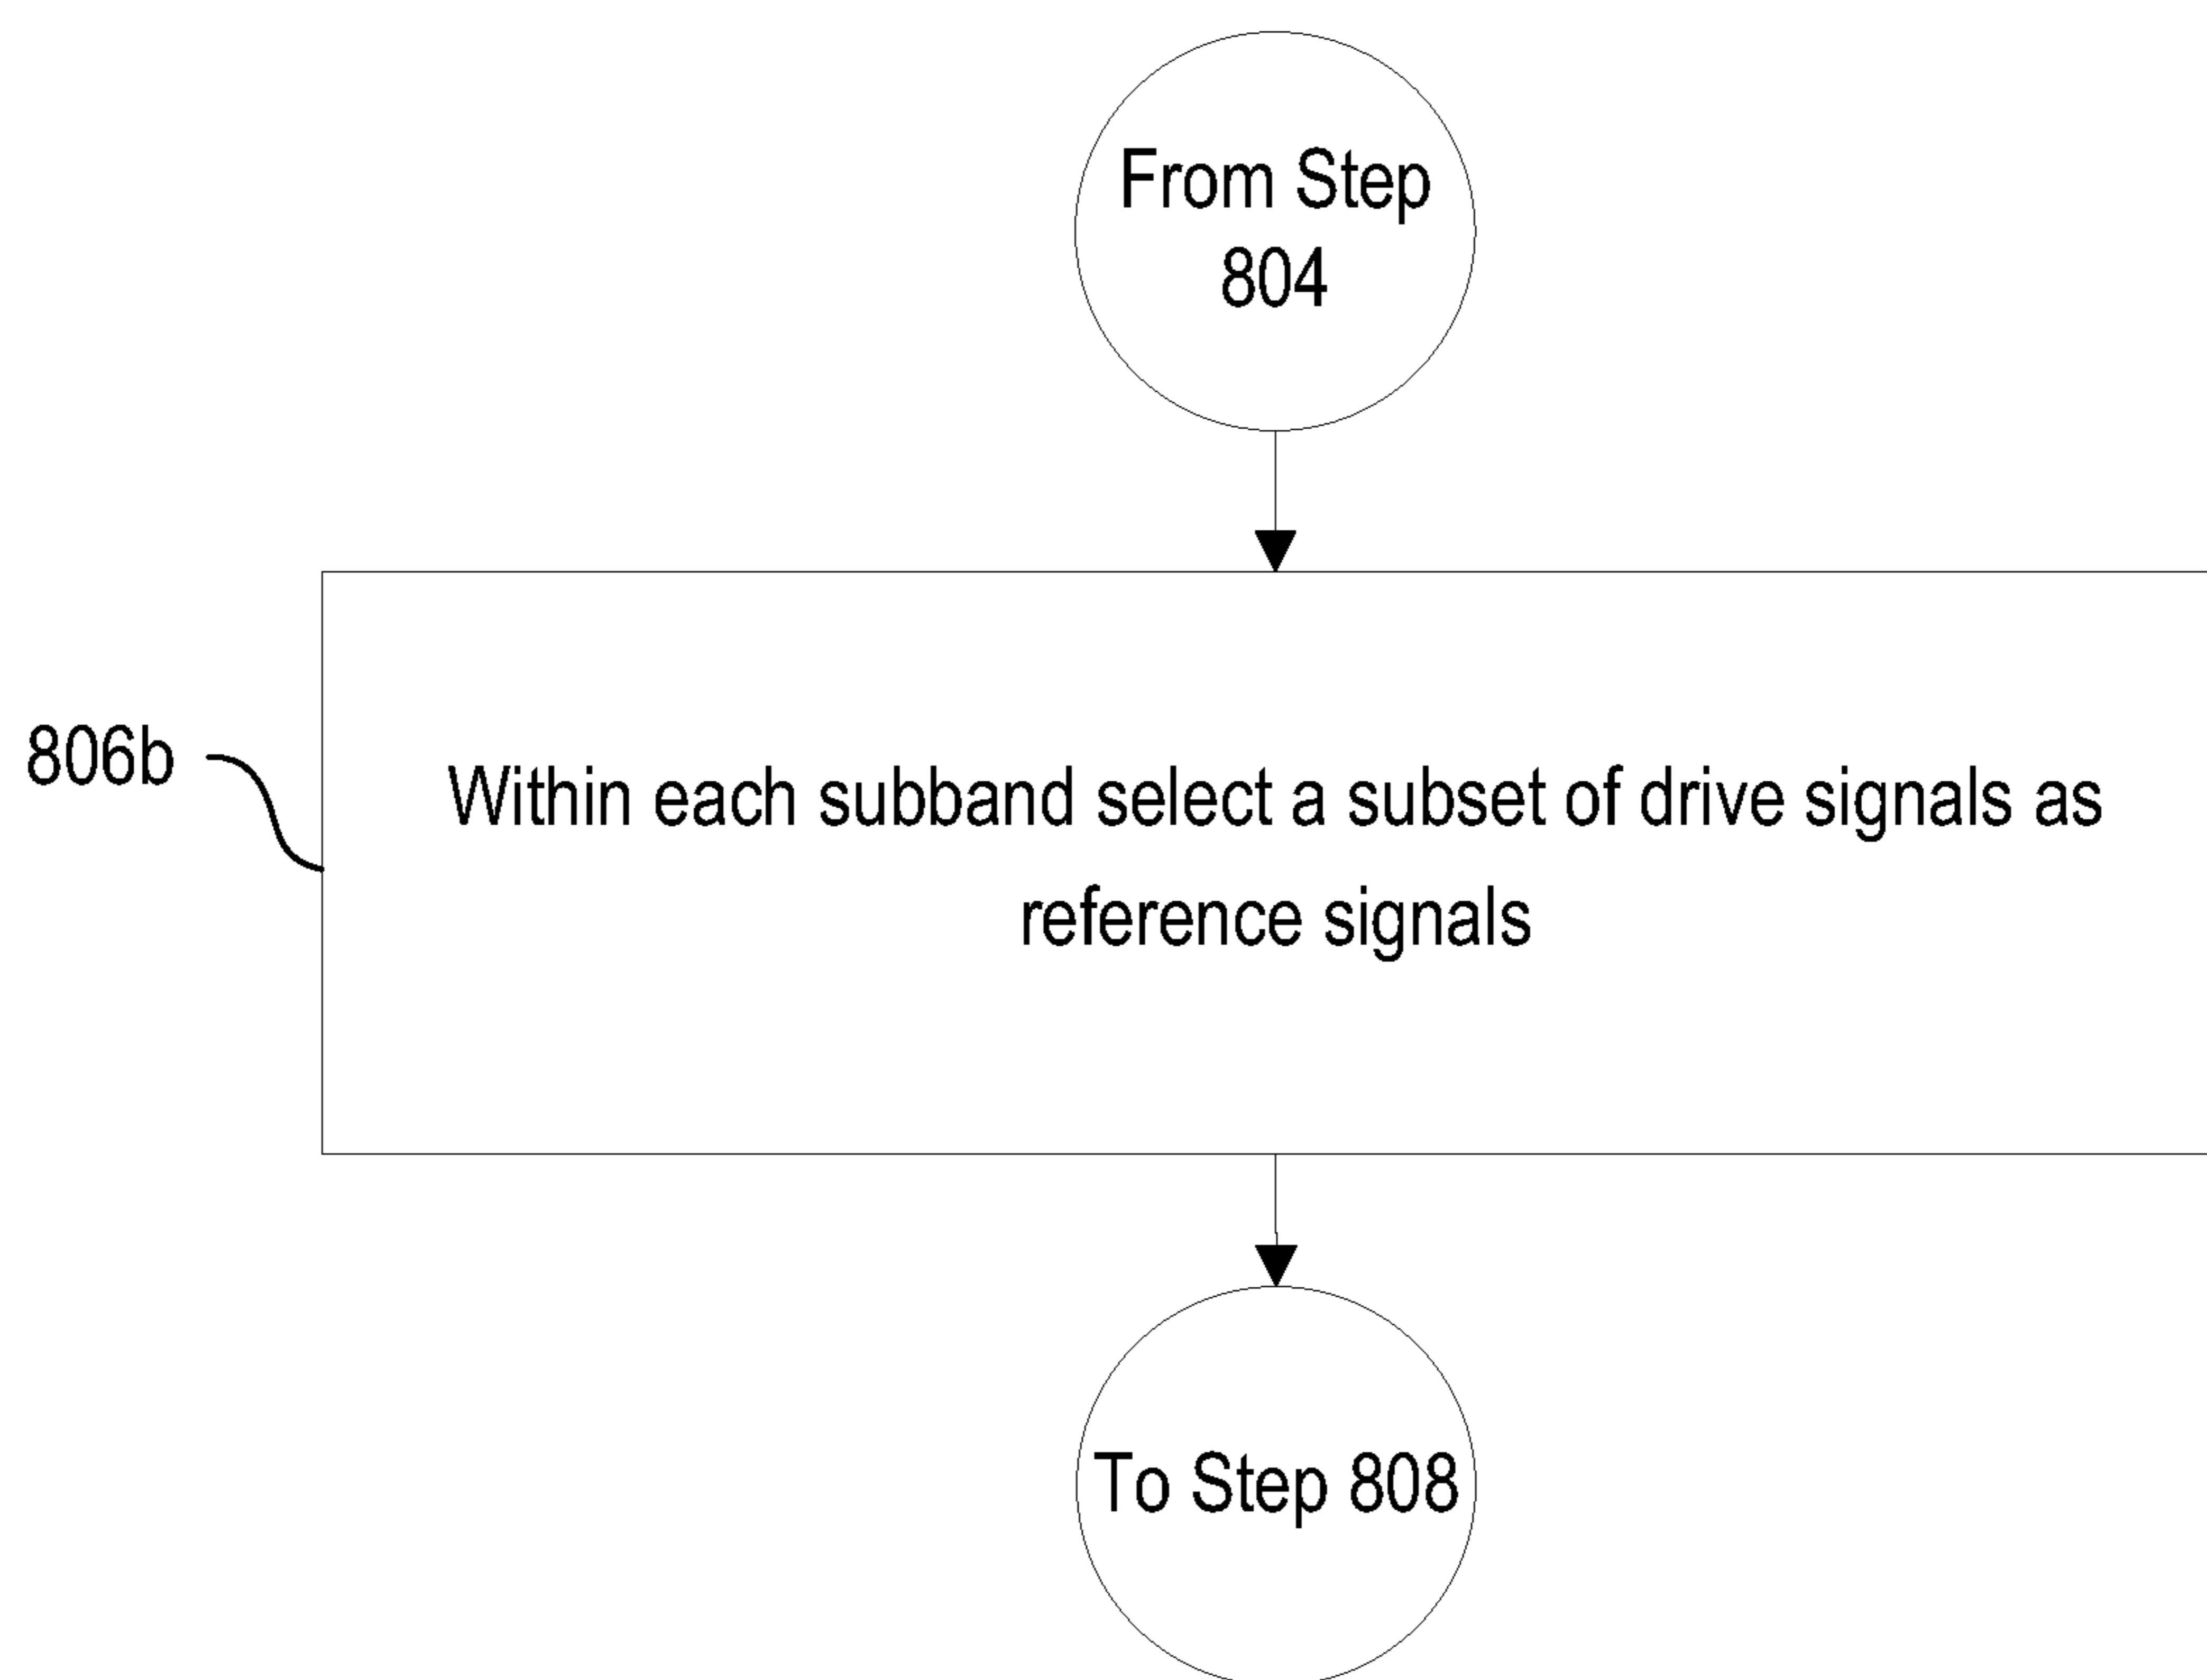 From Step
804
806b
Within each subband select a subset of drive signals as
reference signals
To Step 808